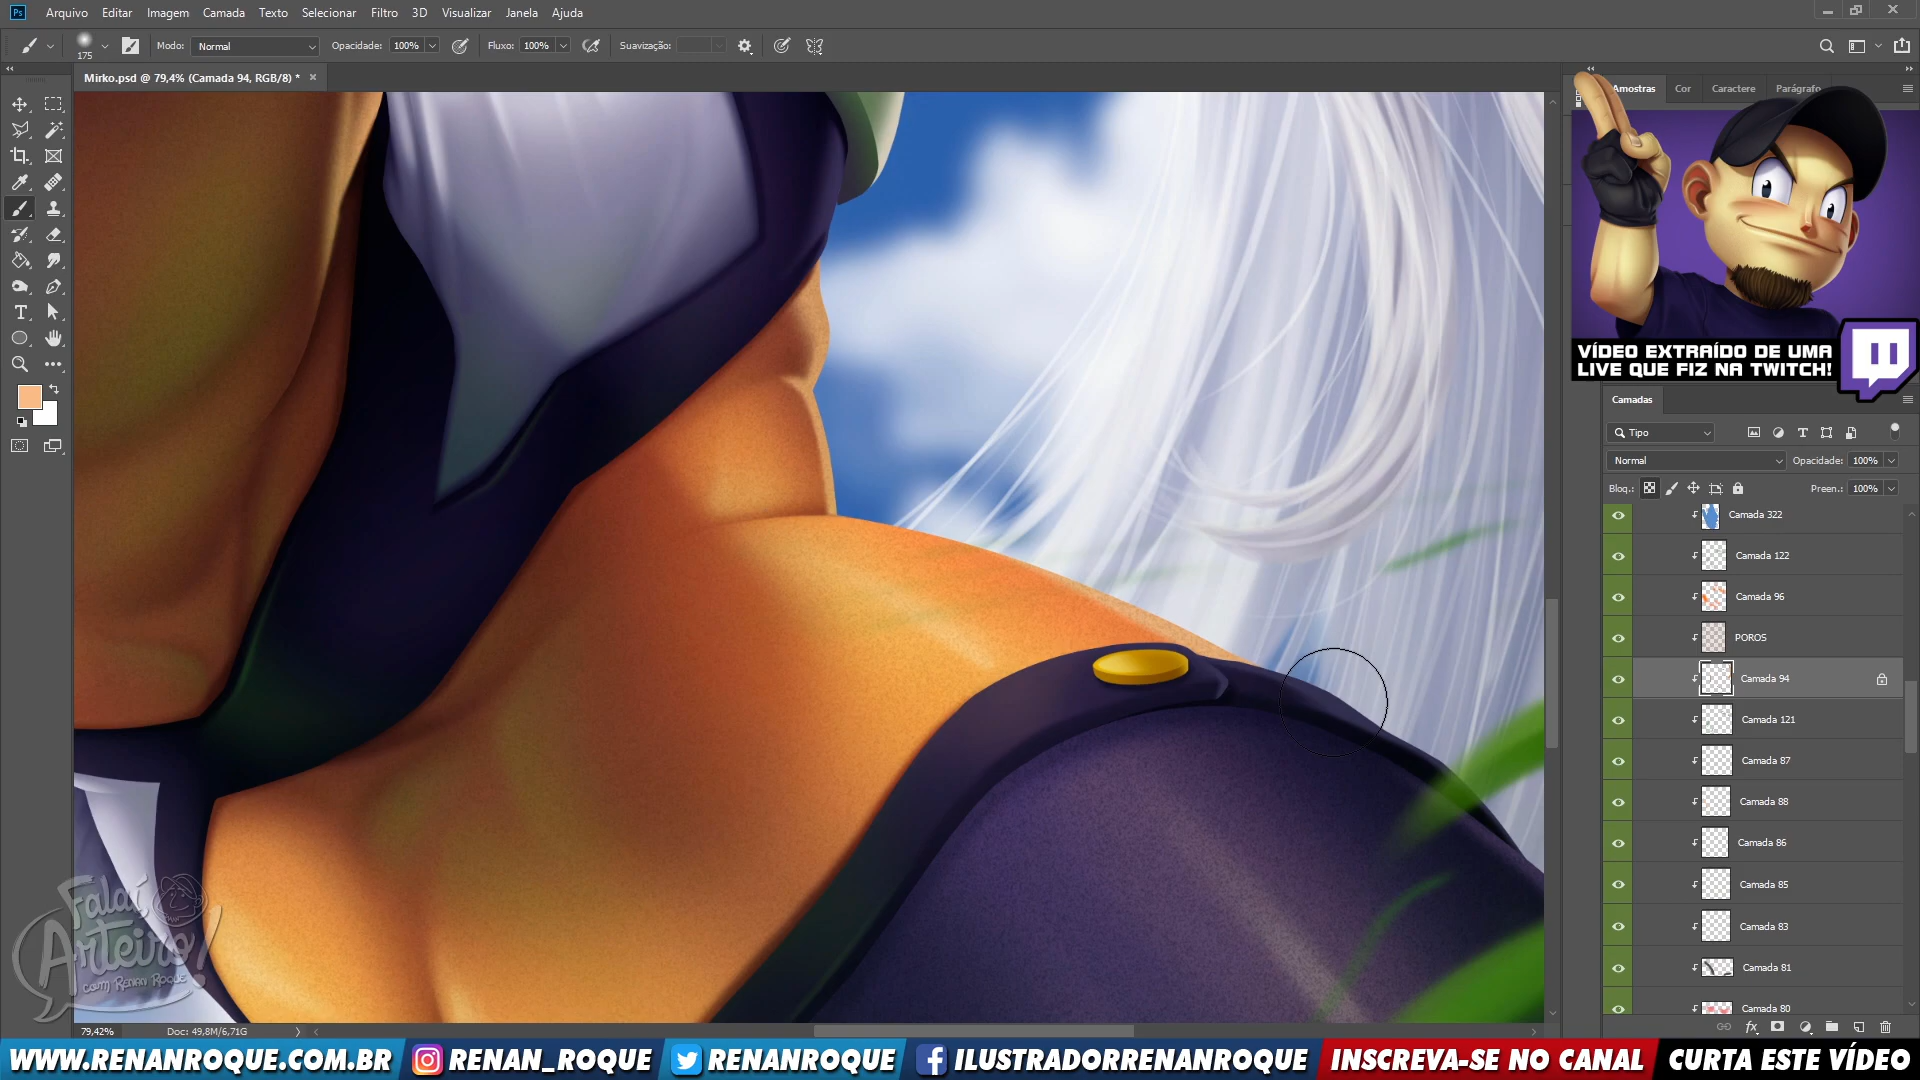 Ps Arquivo Editar Imagem Camada Texto Selecionar Filtro 3D Visualizar Janela Ajuda
175 Modo: Normal Opacidade: 100% Fluxo: 100% Suavização:
Mirko.psd @ 79,4% (Camada 94, RGB/8) * ×
Amostras Cor Caractere Parágrafo
VÍDEO EXTRAÍDO DE UMA
LIVE QUE FIZ NA TWITCH!
Camadas
Tipo
Normal Opacidade: 100%
Bloq.: Preen.: 100%
Camada 322
Camada 122
Camada 96
POROS
Camada 94
Camada 121
Camada 87
Camada 88
Camada 86
Camada 85
Camada 83
Camada 81
Camada 80
Falaí
Arteiro!
COM RENAN ROQUE
79,42% Doc: 49,8M/6,71G
WWW.RENANROQUE.COM.BR RENAN_ROQUE RENANROQUE ILUSTRADORRENANROQUE INSCREVA-SE NO CANAL CURTA ESTE VÍDEO